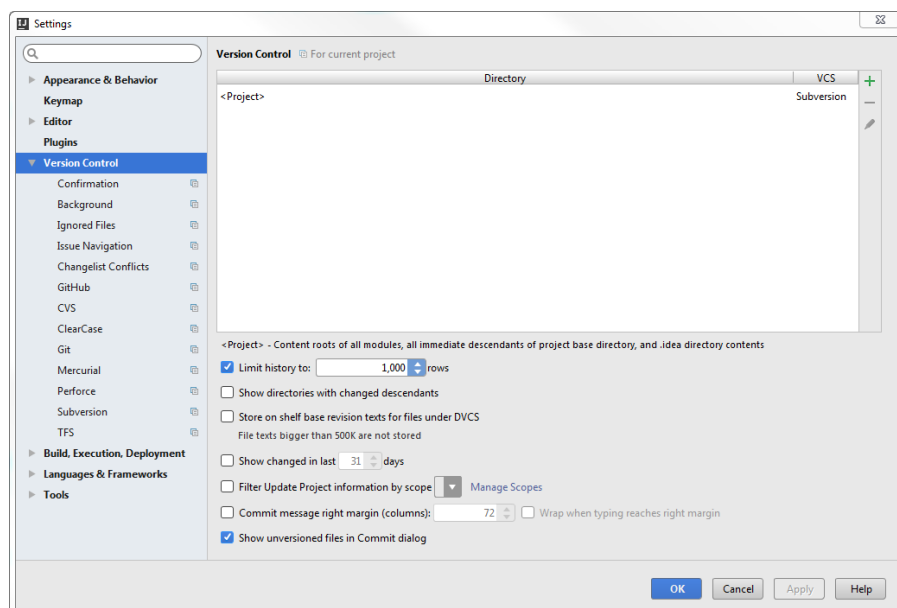 Settings
Version Control For current project
Appearance & Behavior
Keymap
Editor
Plugins
Version Control
Confirmation
Background
Ignored Files
Issue Navigation
Changelist Conflicts
GitHub
CVS
ClearCase
Git
Mercurial
Perforce
Subversion
TFS
Build, Execution, Deployment
Languages & Frameworks
Tools
Directory VCS
<Project> Subversion
<Project> - Content roots of all modules, all immediate descendants of project base directory, and .idea directory contents
Limit history to: 1,000 rows
Show directories with changed descendants
Store on shelf base revision texts for files under DVCS
File texts bigger than 500K are not stored
Show changed in last 31 days
Filter Update Project information by scope Manage Scopes
Commit message right margin (columns): 72 Wrap when typing reaches right margin
Show unversioned files in Commit dialog
OK Cancel Apply Help